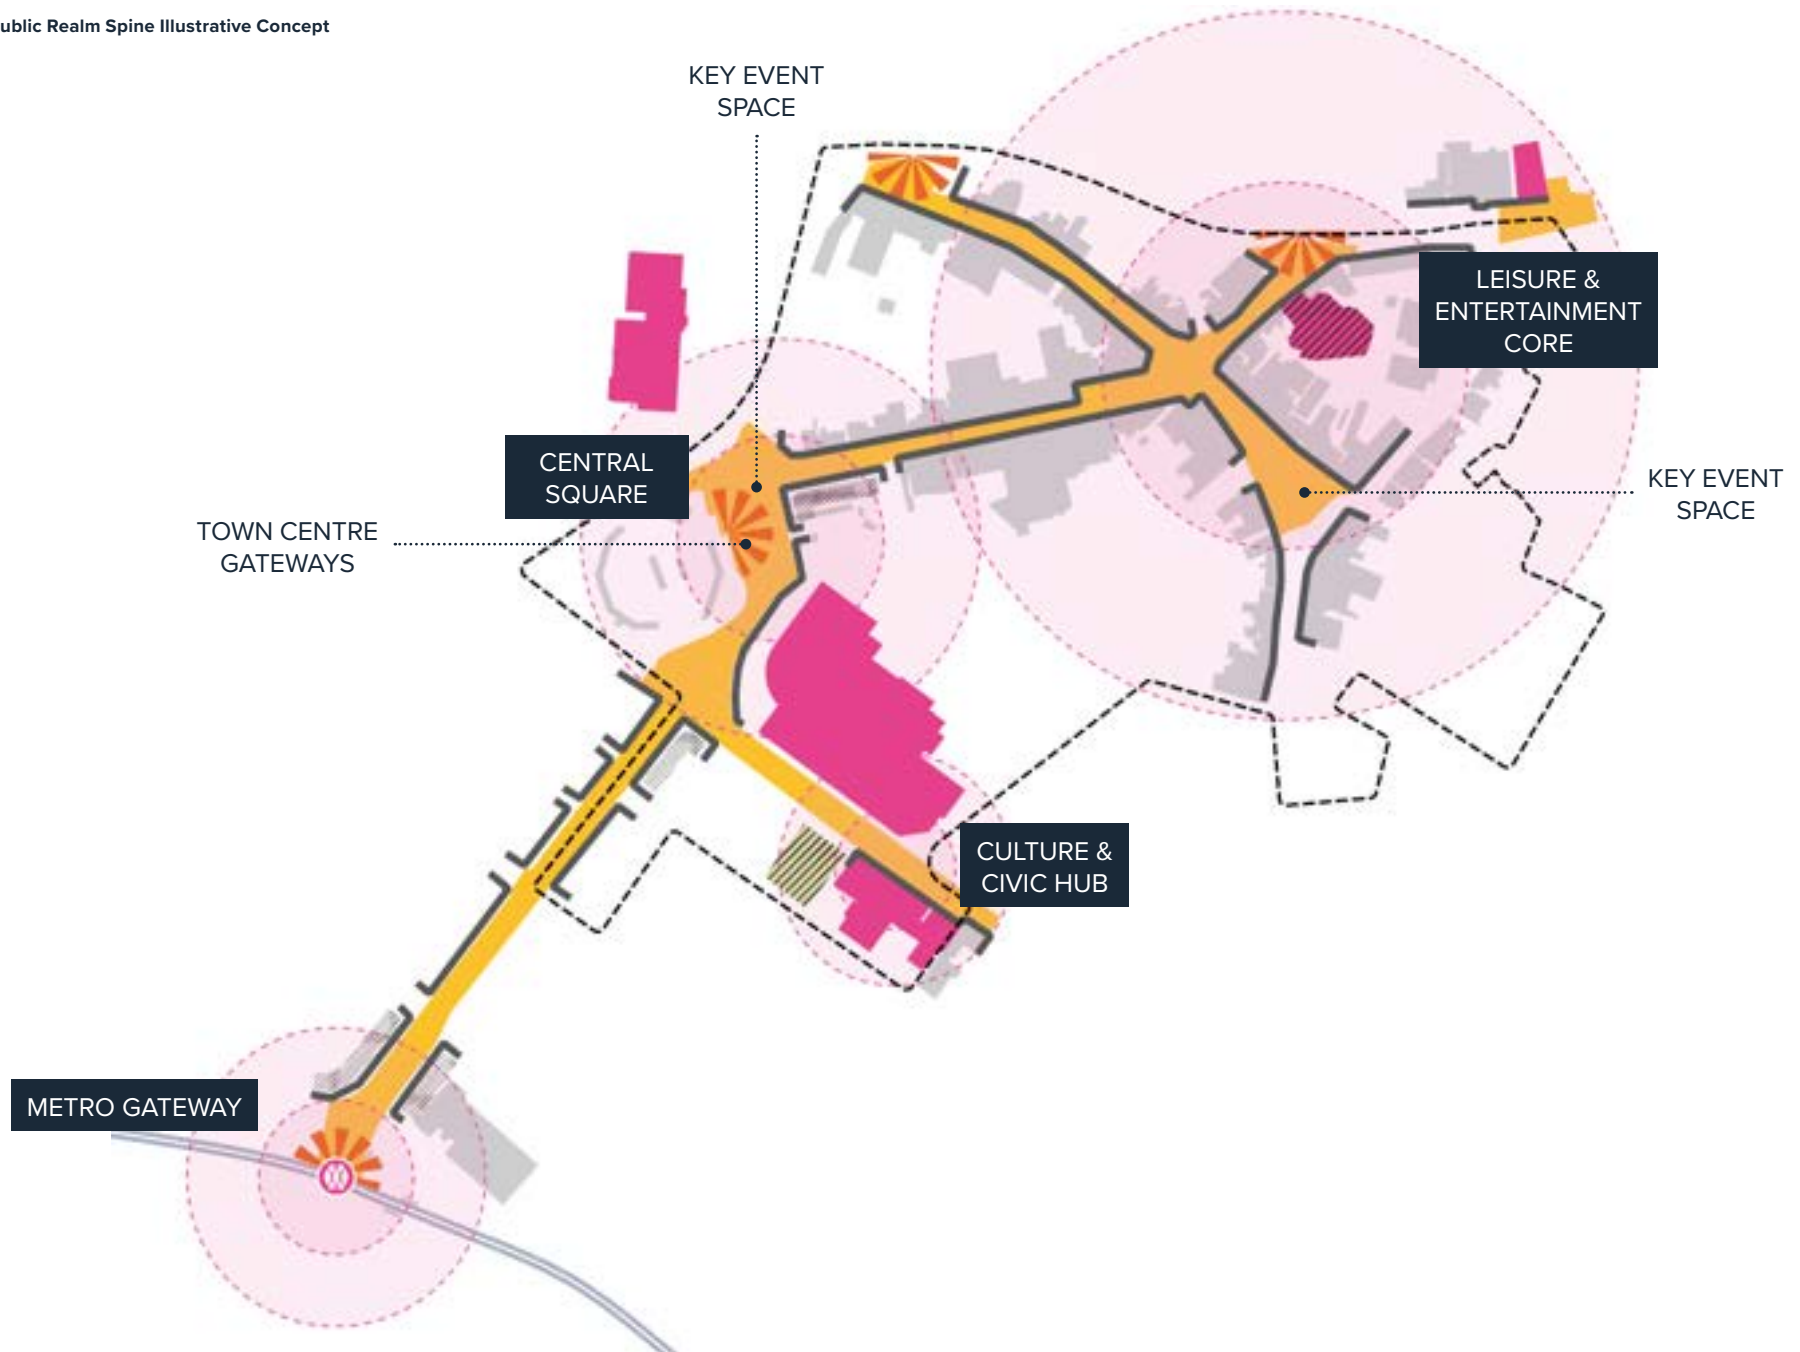 ublic Realm Spine Illustrative Concept
KEY EVENT
SPACE
LEISURE &
ENTERTAINMENT
CORE
CENTRAL
SQUARE
KEY EVENT
SPACE
TOWN CENTRE
GATEWAYS
CULTURE &
CIVIC HUB
METRO GATEWAY